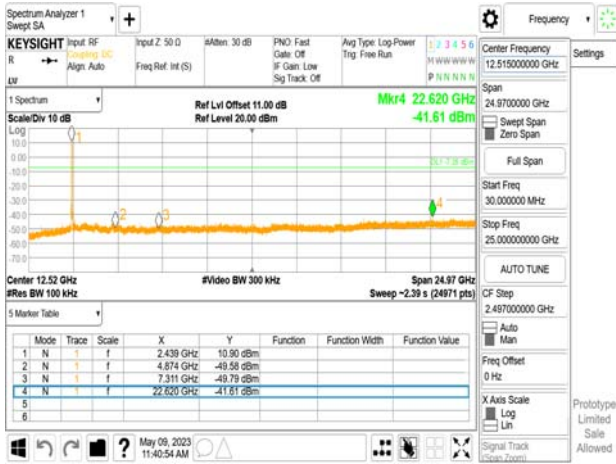 Spectrum Analyzer 1
Swept SA
Frequency
KEYSIGHT
R
Input: RF
Coupling: DC
Align: Auto
Input Z: 50 Ω
Freq Ref: Int (S)
#Atten: 30 dB
PNO: Fast
Gate: Off
IF Gain: Low
Sig Track: Off
Avg Type: Log-Power
Trig: Free Run
1 2 3 4 5 6
M W W W W W
P N N N N N
Center Frequency
12.515000000 GHz
Settings
Span
24.9700000 GHz
Swept Span
Zero Span
Full Span
Start Freq
30.000000 MHz
Stop Freq
25.000000000 GHz
AUTO TUNE
CF Step
2.497000000 GHz
Auto
Man
Freq Offset
0 Hz
X Axis Scale
Log
Lin
Signal Track
(Span Zoom)
1 Spectrum
Scale/Div 10 dB
Ref Lvl Offset 11.00 dB
Ref Level 20.00 dBm
Mkr4 22.620 GHz
-41.61 dBm
Log
10.0
0.00
-10.0
-20.0
-30.0
-40.0
-50.0
-60.0
-70.0
1
2
3
4
Center 12.52 GHz
#Video BW 300 kHz
Span 24.97 GHz
#Res BW 100 kHz
Sweep ~2.39 s (24971 pts)
5 Marker Table
Mode Trace Scale X Y Function Function Width Function Value
1 N 1 f 2.439 GHz 10.90 dBm
2 N 1 f 4.874 GHz -49.58 dBm
3 N 1 f 7.311 GHz -49.79 dBm
4 N 1 f 22.620 GHz -41.61 dBm
5
6
May 09, 2023
11:40:54 AM
Prototype
Limited
Sale
Allowed